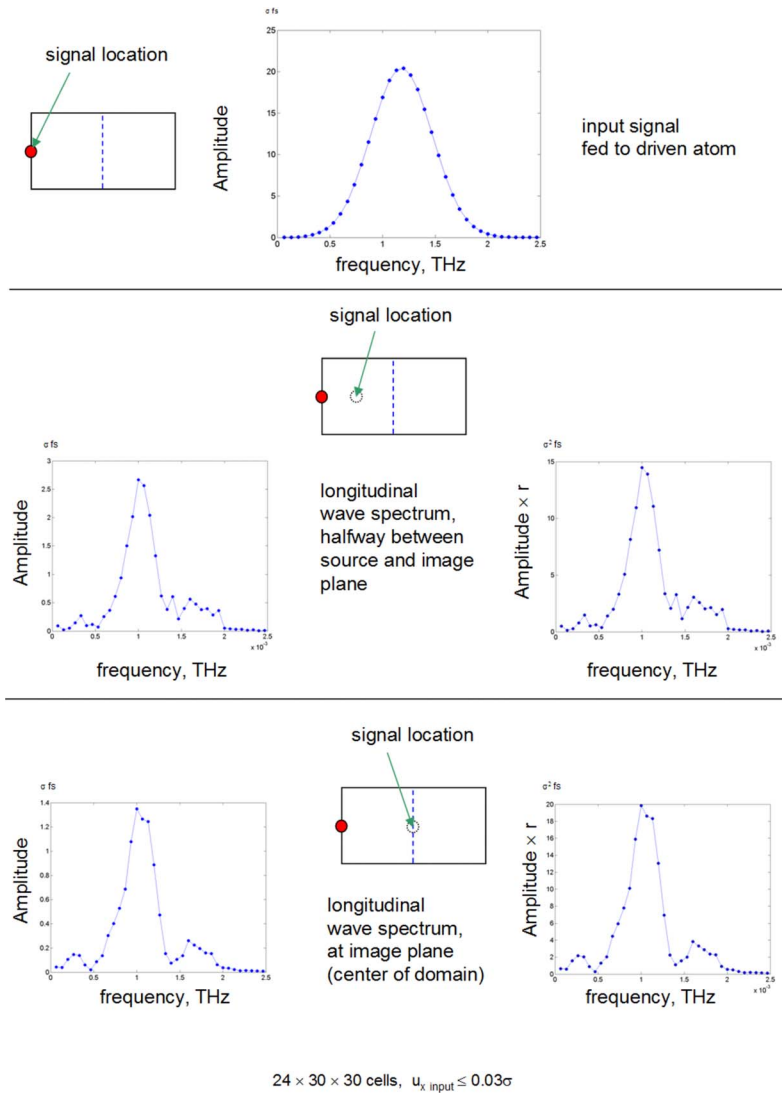 σ fs
signal location
25
20
15
10
5
0
Amplitude
0 0.5 1 1.5 2 2.5
frequency, THz
input signal
fed to driven atom
signal location
σ fs
3
2.5
2
1.5
1
0.5
0
Amplitude
0 0.5 1 1.5 2 2.5
x 10⁻³
frequency, THz
longitudinal
wave spectrum,
halfway between
source and image
plane
σ² fs
15
10
5
0
Amplitude × r
0 0.5 1 1.5 2 2.5
x 10⁻³
frequency, THz
signal location
σ fs
1.4
1.2
1
0.8
0.6
0.4
0.2
0
Amplitude
0 0.5 1 1.5 2 2.5
x 10⁻³
frequency, THz
longitudinal
wave spectrum,
at image plane
(center of domain)
σ² fs
20
18
16
14
12
10
8
6
4
2
0
Amplitude × r
0 0.5 1 1.5 2 2.5
x 10⁻³
frequency, THz
24 × 30 × 30 cells, uₓ input ≤ 0.03σ